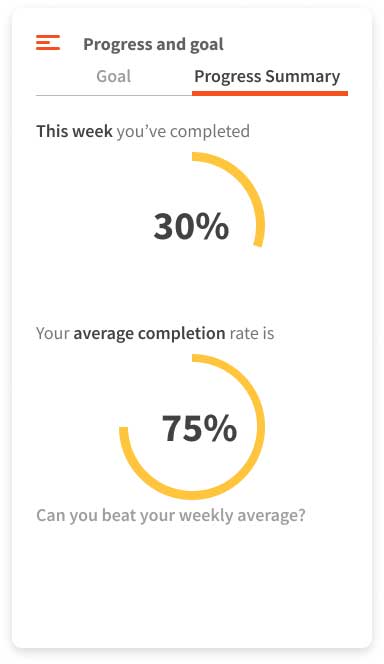 Progress and goal
Goal
Progress Summary
This week you’ve completed
30%
Your average completion rate is
75%
Can you beat your weekly average?